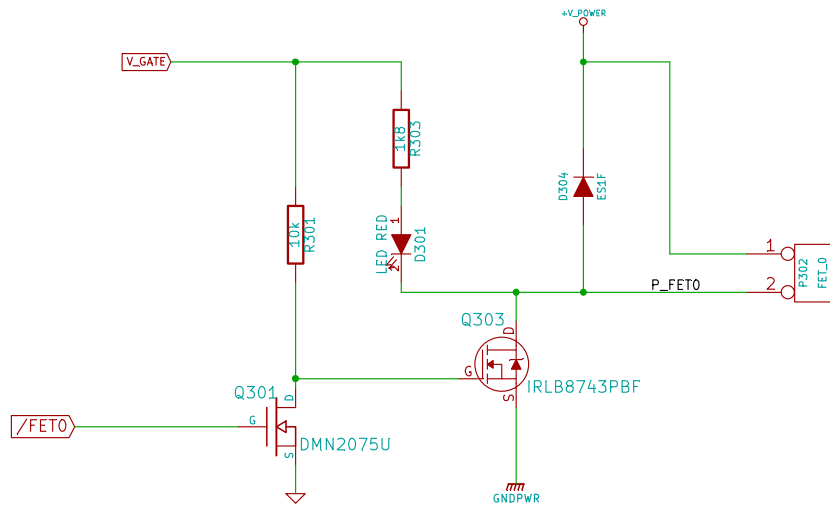 +V_POWER
V_GATE
1k8
R303
D304
ES1F
10k
R301
1
LED RED
2
D301
1
2
P302
FET_0
P_FET0
Q303
D
G
S
IRLB8743PBF
Q301
D
G
S
DMN2075U
/FET0
GNDPWR